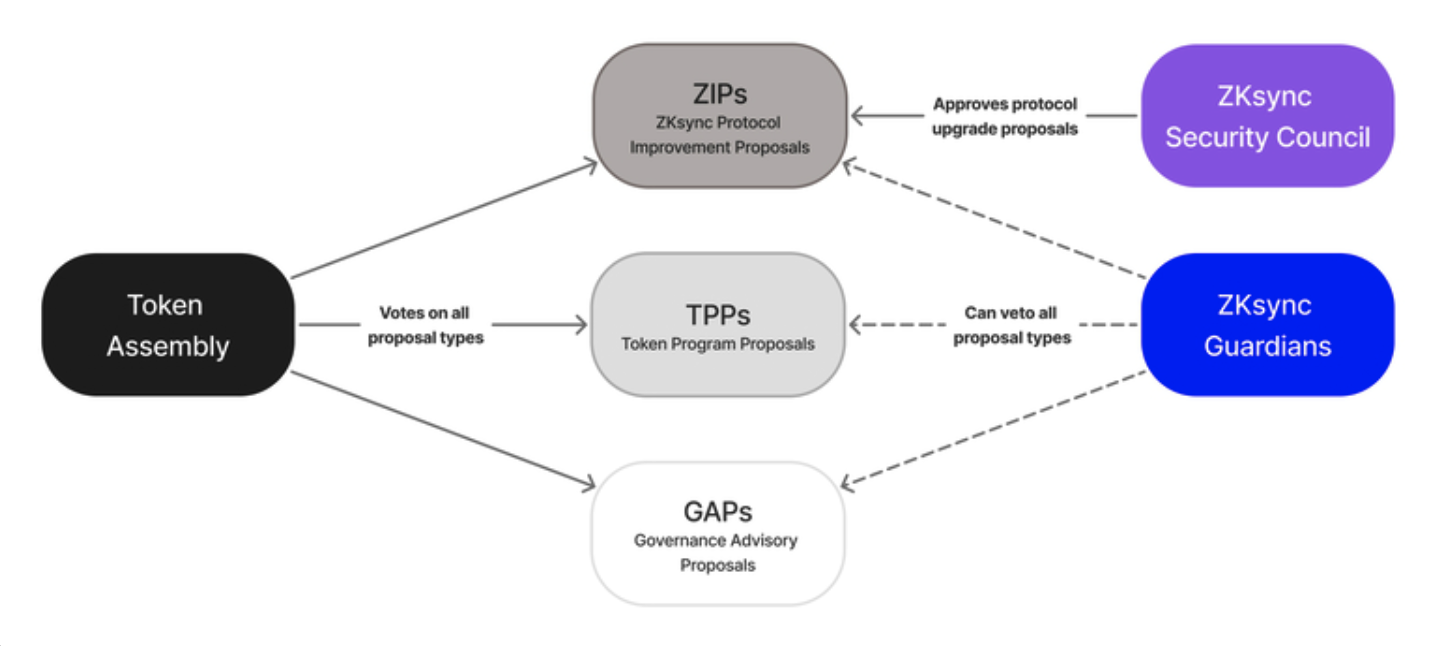 ZIPs
ZKsync Protocol
Improvement Proposals
Approves protocol
upgrade proposals
ZKsync
Security Council
Token
Assembly
Votes on all
proposal types
TPPs
Token Program Proposals
Can veto all
proposal types
ZKsync
Guardians
GAPs
Governance Advisory
Proposals